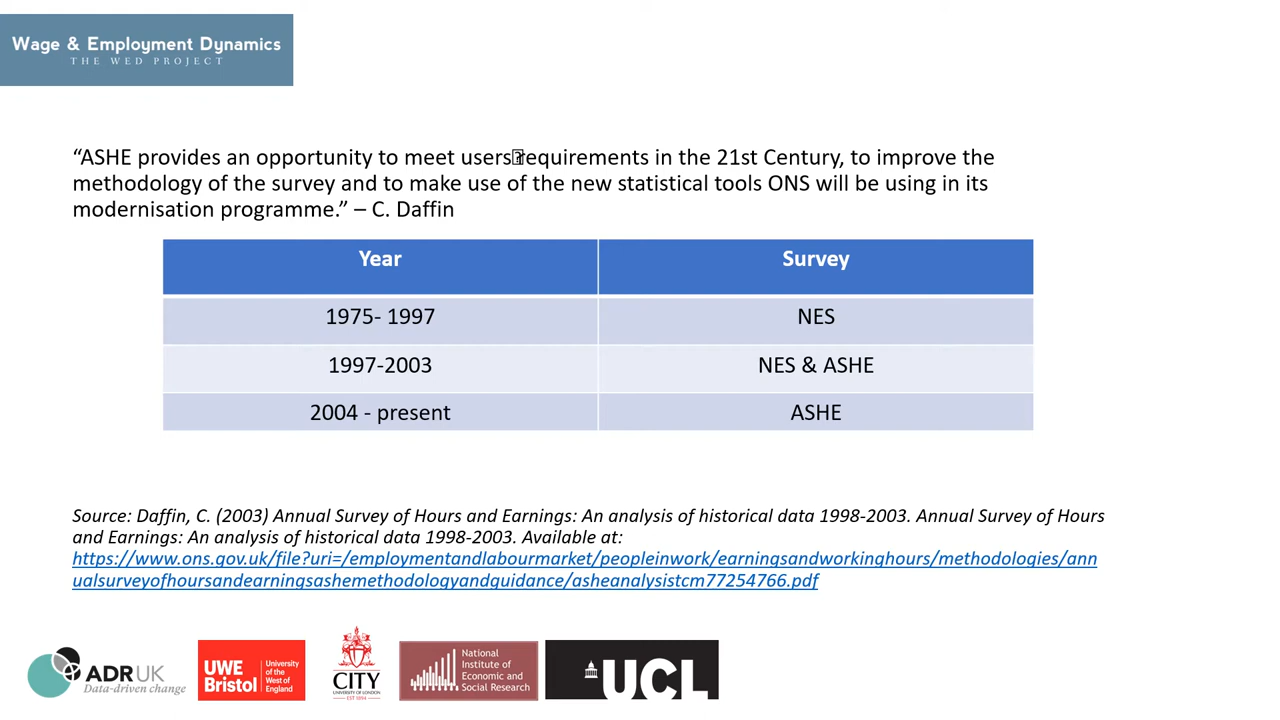 Wage & Employment Dynamics
THE WED PROJECT
“ASHE provides an opportunity to meet users requirements in the 21st Century, to improve the
methodology of the survey and to make use of the new statistical tools ONS will be using in its
modernisation programme.” – C. Daffin
Year Survey
1975- 1997 NES
1997-2003 NES & ASHE
2004 - present ASHE
Source: Daffin, C. (2003) Annual Survey of Hours and Earnings: An analysis of historical data 1998-2003. Annual Survey of Hours
and Earnings: An analysis of historical data 1998-2003. Available at:
https://www.ons.gov.uk/file?uri=/employmentandlabourmarket/peopleinwork/earningsandworkinghours/methodologies/ann
ualsurveyofhoursandearningsashemethodologyandguidance/asheanalysistcm77254766.pdf
ADR UK
Data-driven change
UWE
Bristol
University
of the
West of
England
CITY
UNIVERSITY OF LONDON
EST 1894
National
Institute of
Economic and
Social Research
UCL